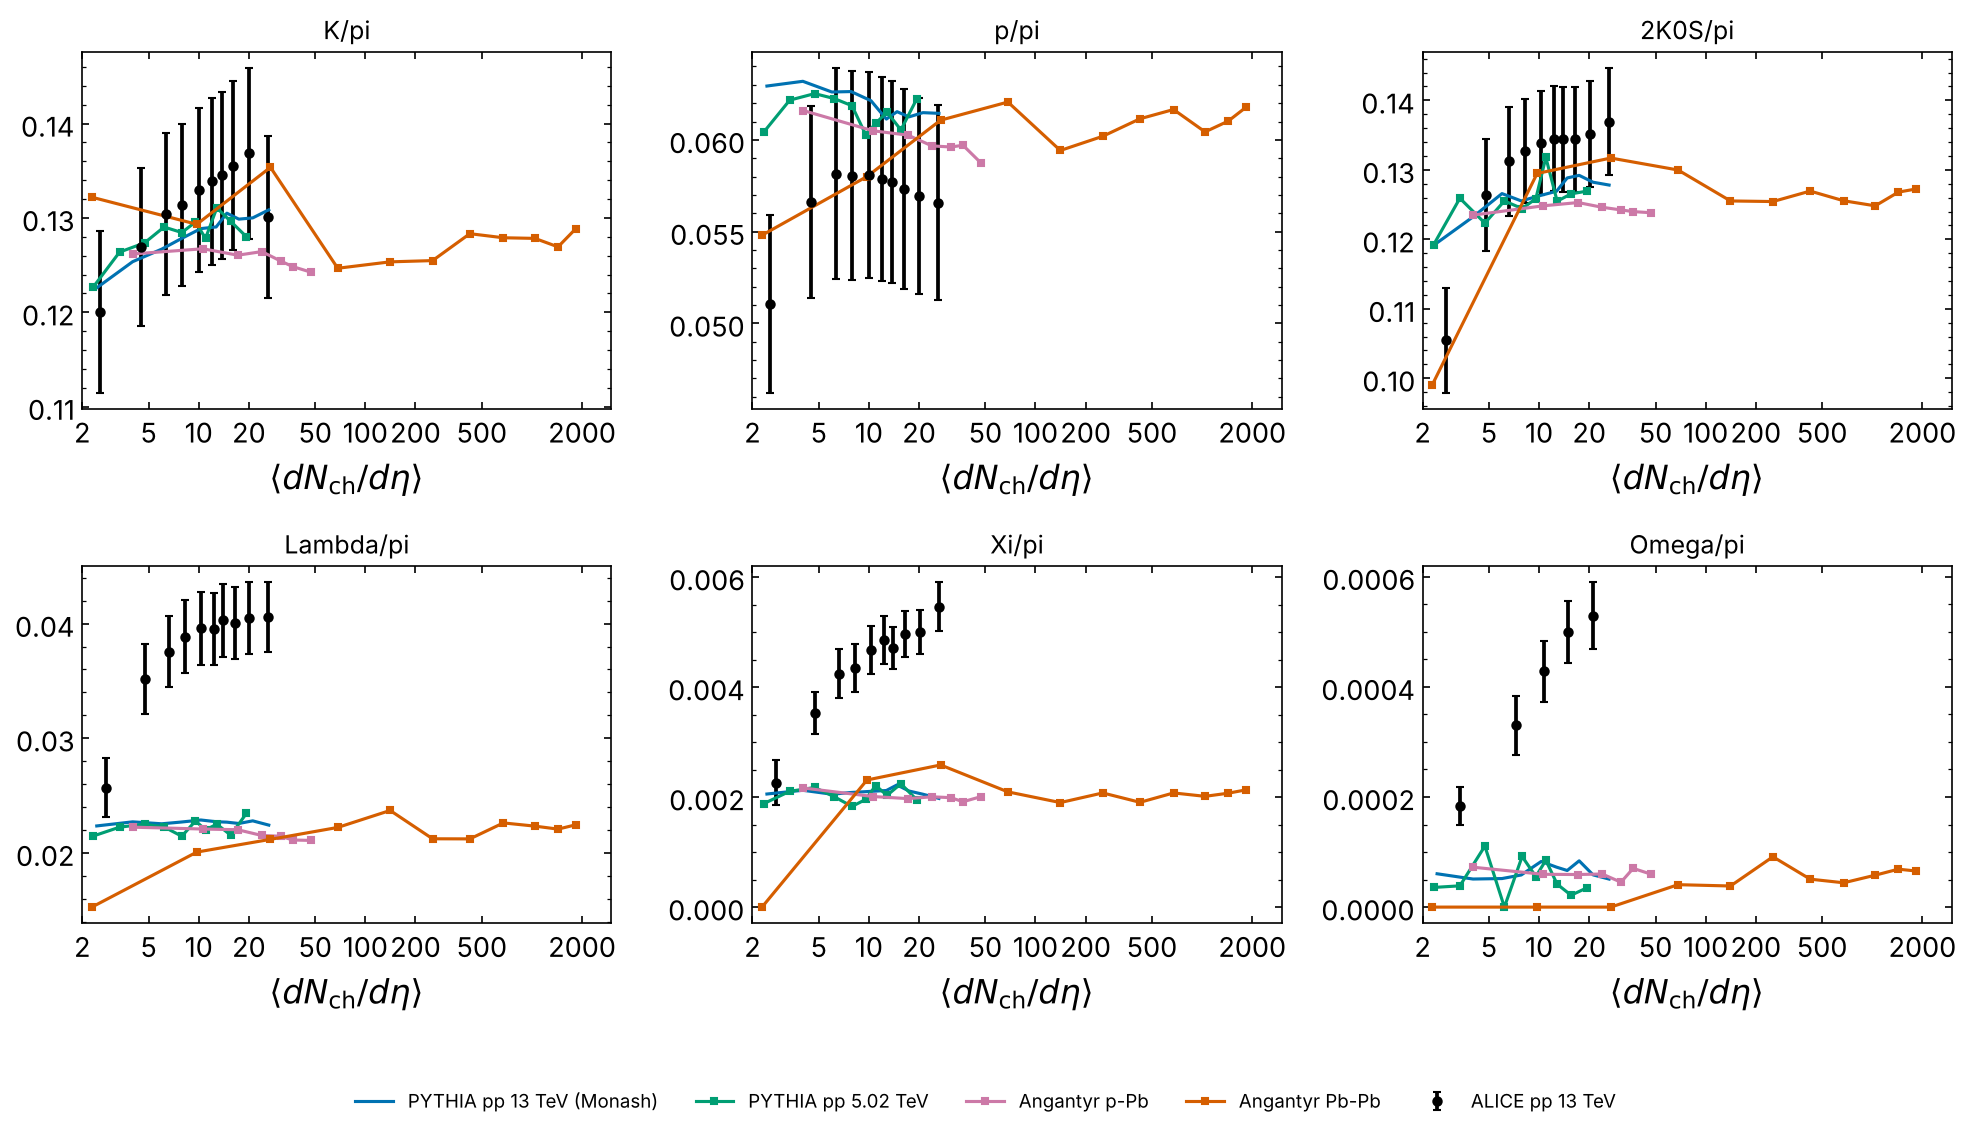 K/pi
p/pi
2K0S/pi
0.14
0.13
0.12
0.11
0.060
0.055
0.050
0.14
0.13
0.12
0.11
0.10
2 5 10 20 50 100 200 500 2000
2 5 10 20 50 100 200 500 2000
2 5 10 20 50 100 200 500 2000
⟨dN_ch/dη⟩
⟨dN_ch/dη⟩
⟨dN_ch/dη⟩
Lambda/pi
Xi/pi
Omega/pi
0.04
0.03
0.02
0.006
0.004
0.002
0.000
0.0006
0.0004
0.0002
0.0000
2 5 10 20 50 100 200 500 2000
2 5 10 20 50 100 200 500 2000
2 5 10 20 50 100 200 500 2000
⟨dN_ch/dη⟩
⟨dN_ch/dη⟩
⟨dN_ch/dη⟩
PYTHIA pp 13 TeV (Monash)
PYTHIA pp 5.02 TeV
Angantyr p-Pb
Angantyr Pb-Pb
ALICE pp 13 TeV